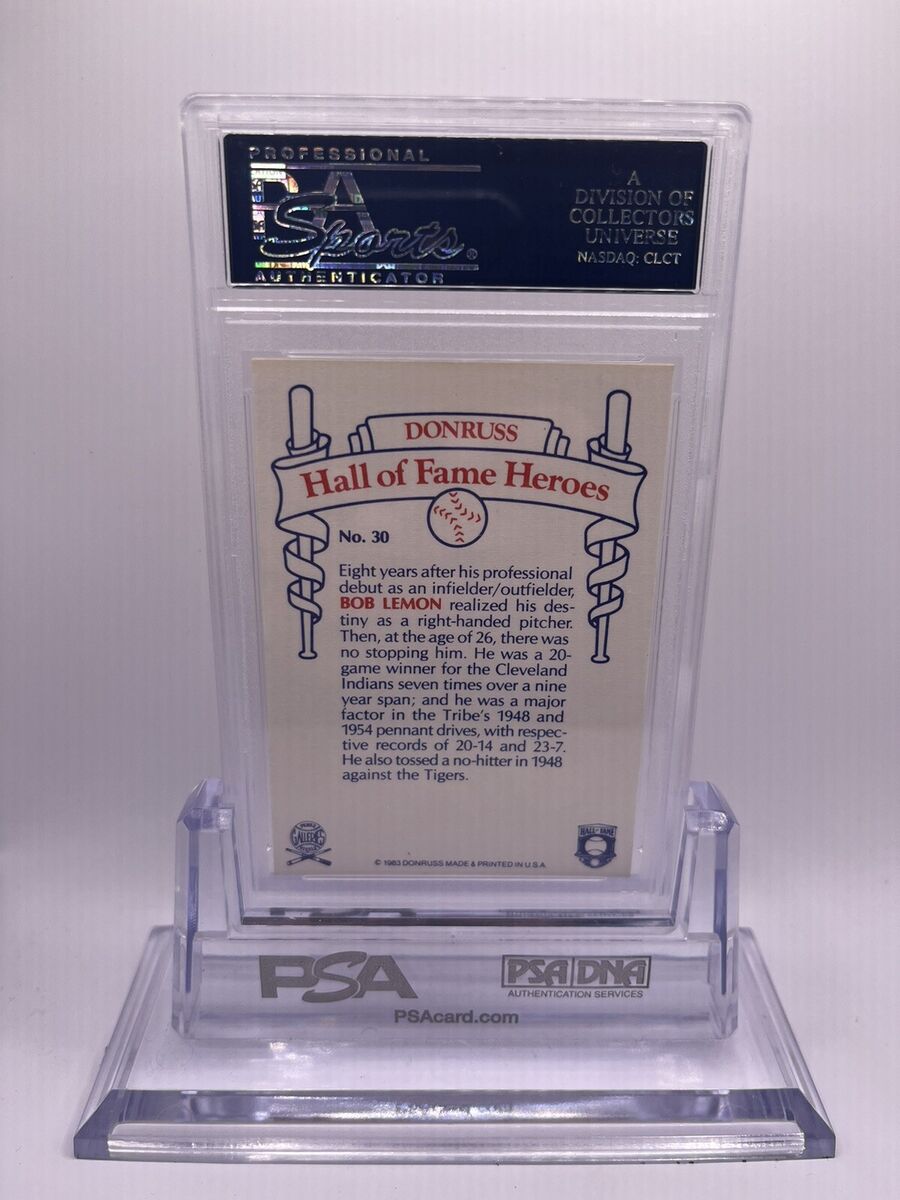 PROFESSIONAL
PSA
Sports®
AUTHENTICATOR
A
DIVISION OF
COLLECTORS
UNIVERSE
NASDAQ: CLCT
DONRUSS
Hall of Fame Heroes
No. 30
Eight years after his professional
debut as an infielder/outfielder,
BOB LEMON realized his des-
tiny as a right-handed pitcher.
Then, at the age of 26, there was
no stopping him. He was a 20-
game winner for the Cleveland
Indians seven times over a nine
year span; and he was a major
factor in the Tribe's 1948 and
1954 pennant drives, with respec-
tive records of 20-14 and 23-7.
He also tossed a no-hitter in 1948
against the Tigers.
GALLERIES
HALL OF FAME
© 1983 DONRUSS MADE & PRINTED IN U.S.A.
PSA
PSA DNA
AUTHENTICATION SERVICES
PSAcard.com